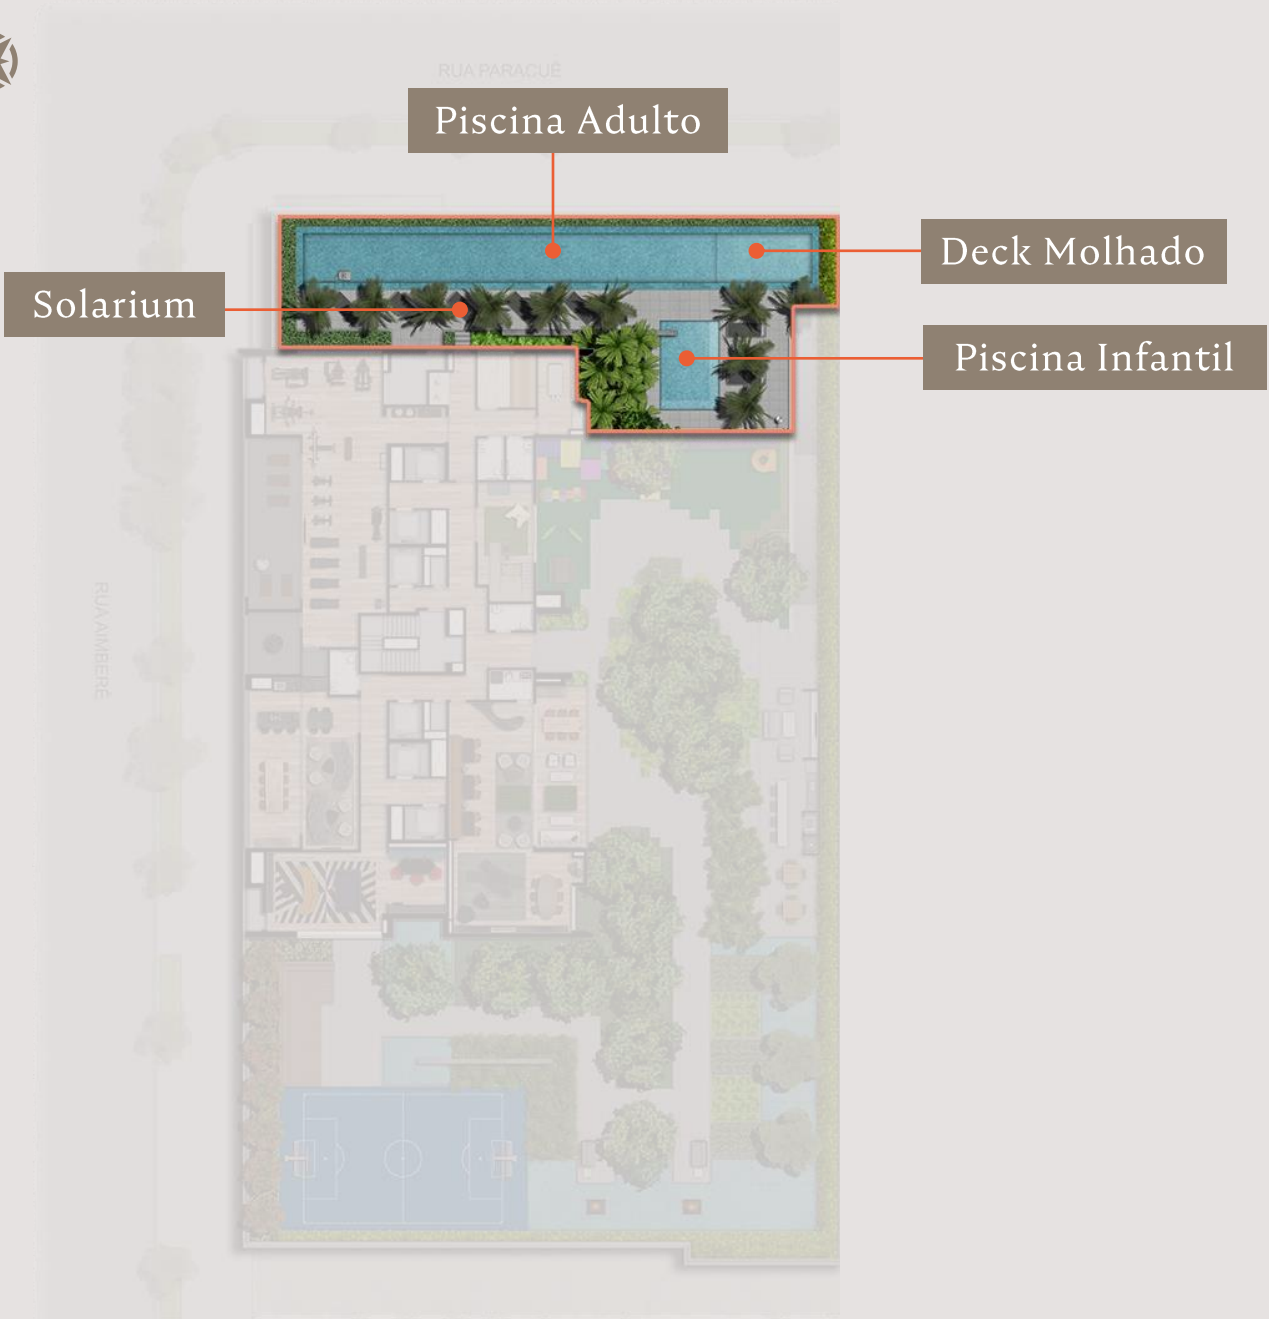 RUA PARACUÊ
Piscina Adulto
Deck Molhado
Solarium
Piscina Infantil
RUA AIMBERÊ